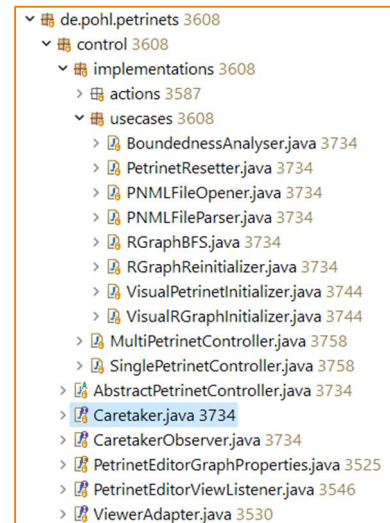 de.pohl.petrinets 3608
control 3608
implementations 3608
actions 3587
usecases 3608
BoundednessAnalyser.java 3734
PetrinetResetter.java 3734
PNMLFileOpener.java 3734
PNMLFileParser.java 3734
RGraphBFS.java 3734
RGraphReinitializer.java 3734
VisualPetrinetInitializer.java 3744
VisualRGraphInitializer.java 3744
MultiPetrinetController.java 3758
SinglePetrinetController.java 3758
AbstractPetrinetController.java 3734
Caretaker.java 3734
CaretakerObserver.java 3734
PetrinetEditorGraphProperties.java 3525
PetrinetEditorViewListener.java 3546
ViewerAdapter.java 3530